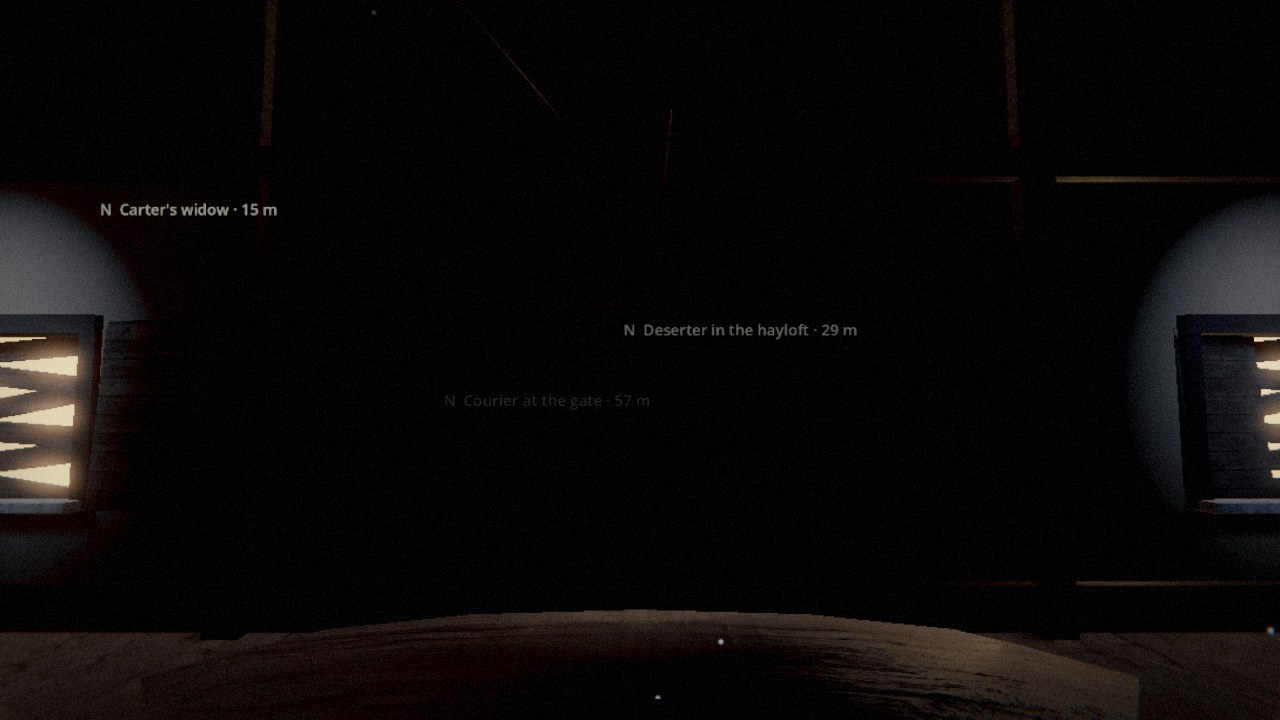 N Carter's widow · 15 m
N Deserter in the hayloft · 29 m
N Courier at the gate · 57 m